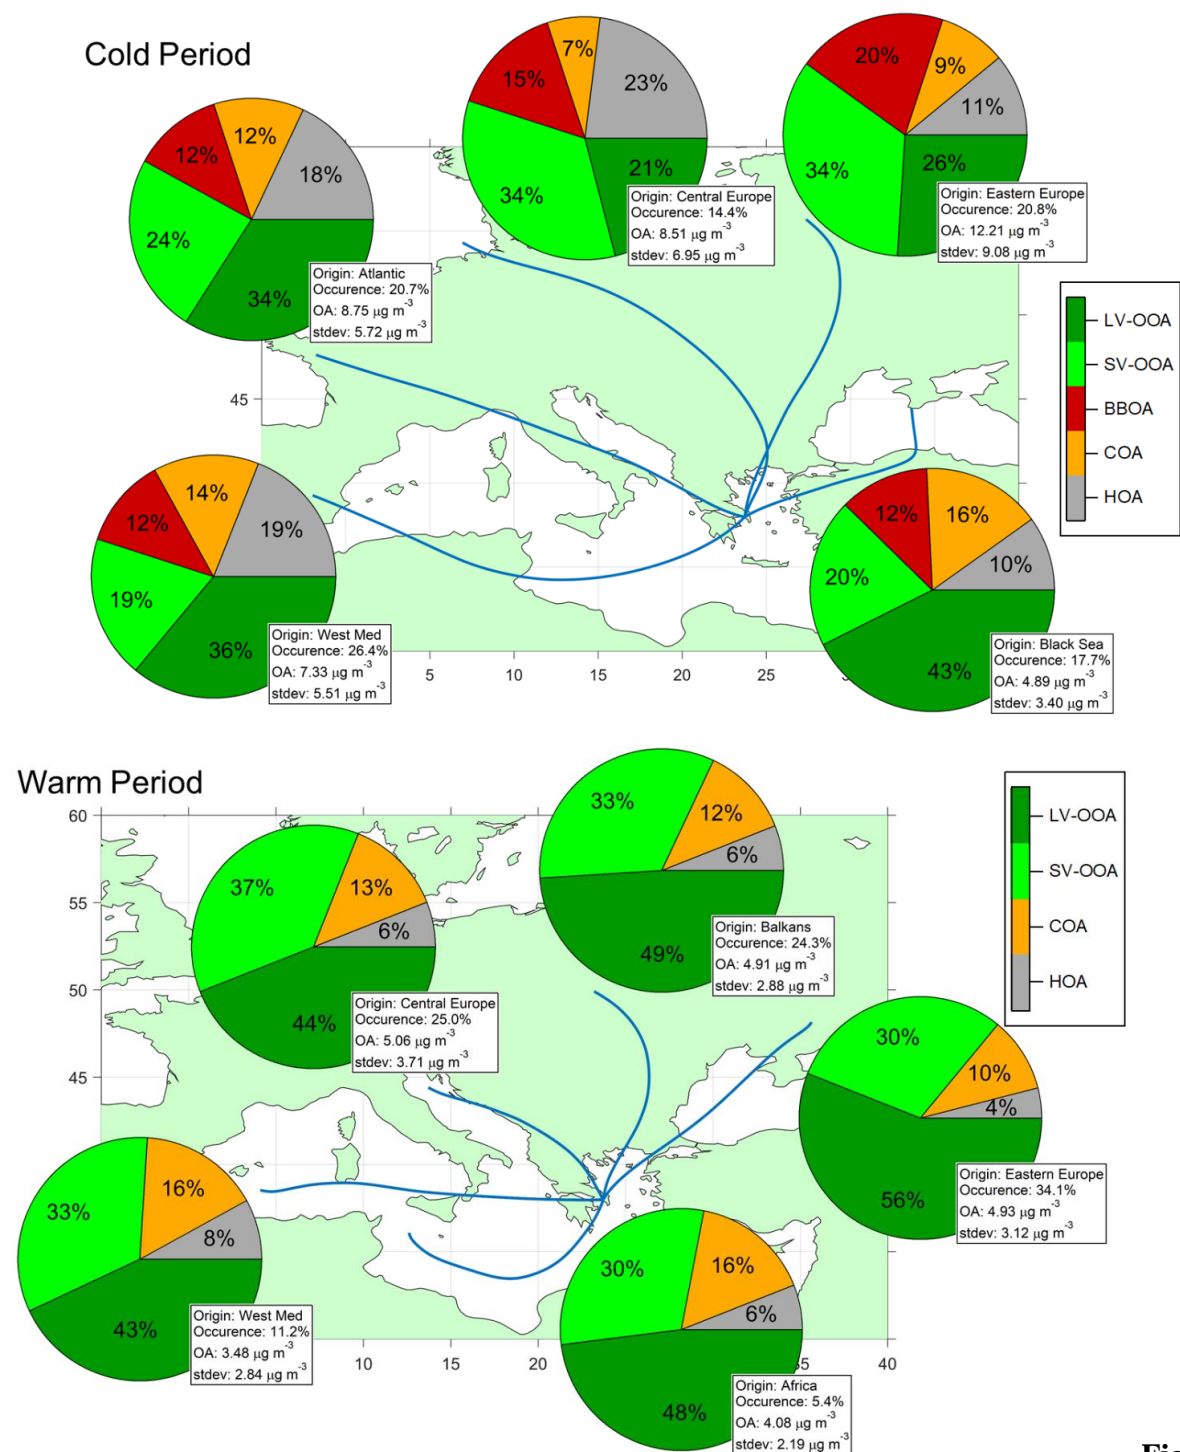 Cold Period
12%
12%
18%
24%
34%
Origin: Atlantic
Occurence: 20.7%
OA: 8.75 μg m⁻³
stdev: 5.72 μg m⁻³
7%
15%
23%
34%
21%
Origin: Central Europe
Occurence: 14.4%
OA: 8.51 μg m⁻³
stdev: 6.95 μg m⁻³
20%
9%
11%
34%
26%
Origin: Eastern Europe
Occurence: 20.8%
OA: 12.21 μg m⁻³
stdev: 9.08 μg m⁻³
LV-OOA
SV-OOA
BBOA
COA
HOA
45
14%
12%
19%
19%
36%
Origin: West Med
Occurence: 26.4%
OA: 7.33 μg m⁻³
stdev: 5.51 μg m⁻³
12%
16%
20%
10%
43%
Origin: Black Sea
Occurence: 17.7%
OA: 4.89 μg m⁻³
stdev: 3.40 μg m⁻³
5 10 15 20 25
Warm Period
60
55
50
45
37%
13%
6%
44%
Origin: Central Europe
Occurence: 25.0%
OA: 5.06 μg m⁻³
stdev: 3.71 μg m⁻³
33%
12%
6%
49%
Origin: Balkans
Occurence: 24.3%
OA: 4.91 μg m⁻³
stdev: 2.88 μg m⁻³
LV-OOA
SV-OOA
COA
HOA
30%
10%
4%
56%
Origin: Eastern Europe
Occurence: 34.1%
OA: 4.93 μg m⁻³
stdev: 3.12 μg m⁻³
33%
16%
8%
43%
Origin: West Med
Occurence: 11.2%
OA: 3.48 μg m⁻³
stdev: 2.84 μg m⁻³
30%
16%
6%
48%
Origin: Africa
Occurence: 5.4%
OA: 4.08 μg m⁻³
stdev: 2.19 μg m⁻³
10 20 35 40